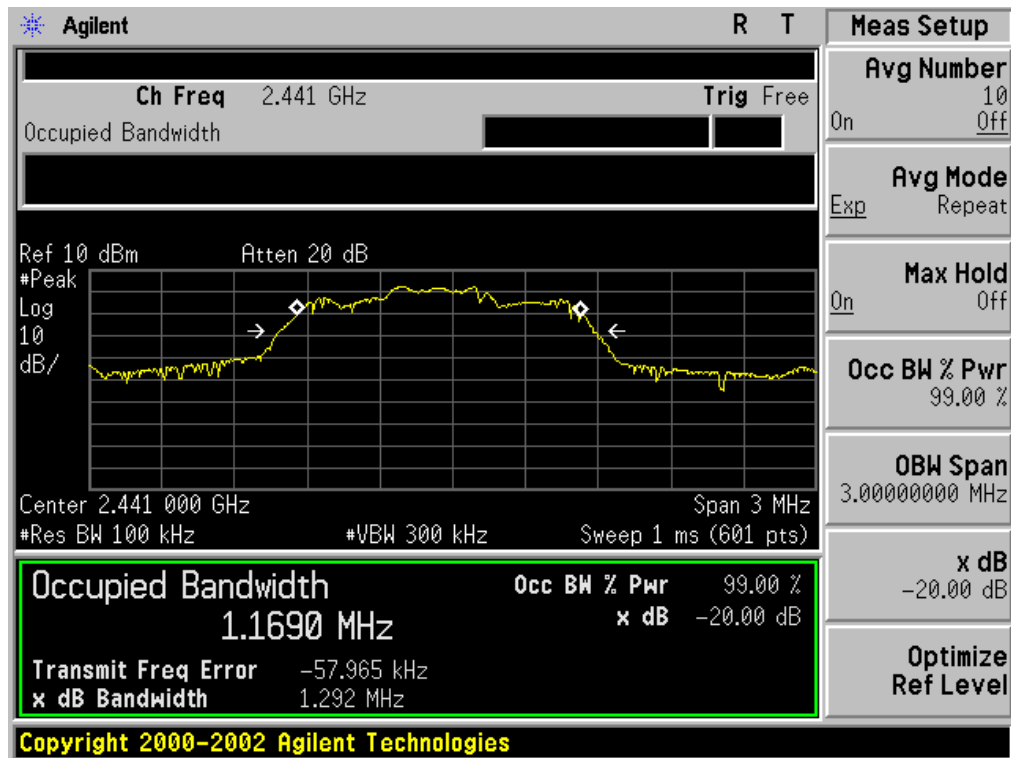 Agilent R T
Ch Freq 2.441 GHz Trig Free
Occupied Bandwidth
Ref 10 dBm Atten 20 dB
#Peak
Log
10
dB/
Center 2.441 000 GHz Span 3 MHz
#Res BW 100 kHz #VBW 300 kHz Sweep 1 ms (601 pts)
Occupied Bandwidth Occ BW % Pwr 99.00 %
1.1690 MHz x dB -20.00 dB
Transmit Freq Error -57.965 kHz
x dB Bandwidth 1.292 MHz
Copyright 2000-2002 Agilent Technologies
Meas Setup
Avg Number
10
On Off
Avg Mode
Exp Repeat
Max Hold
On Off
Occ BW % Pwr
99.00 %
OBW Span
3.00000000 MHz
x dB
-20.00 dB
Optimize
Ref Level